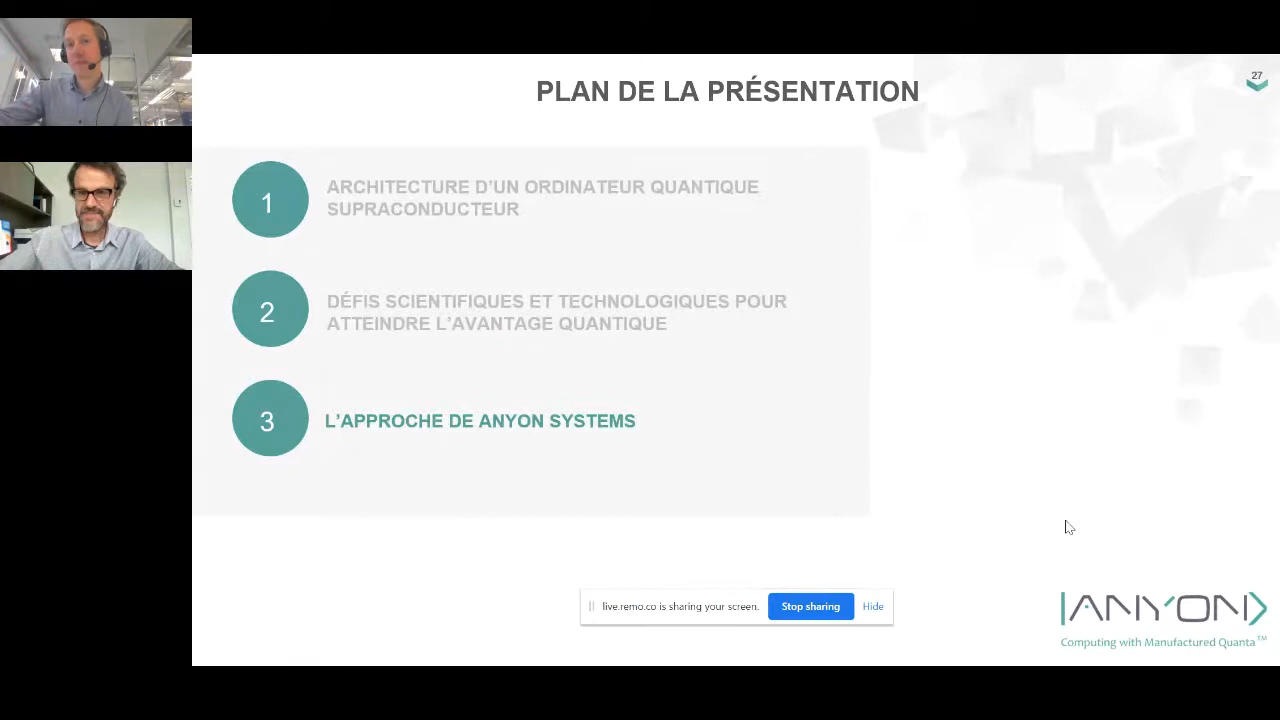 PLAN DE LA PRÉSENTATION
27
1
ARCHITECTURE D’UN ORDINATEUR QUANTIQUE
SUPRACONDUCTEUR
2
DÉFIS SCIENTIFIQUES ET TECHNOLOGIQUES POUR
ATTEINDRE L’AVANTAGE QUANTIQUE
3
L’APPROCHE DE ANYON SYSTEMS
live.remo.co is sharing your screen.
Stop sharing
Hide
|ANYON>
Computing with Manufactured Quanta™